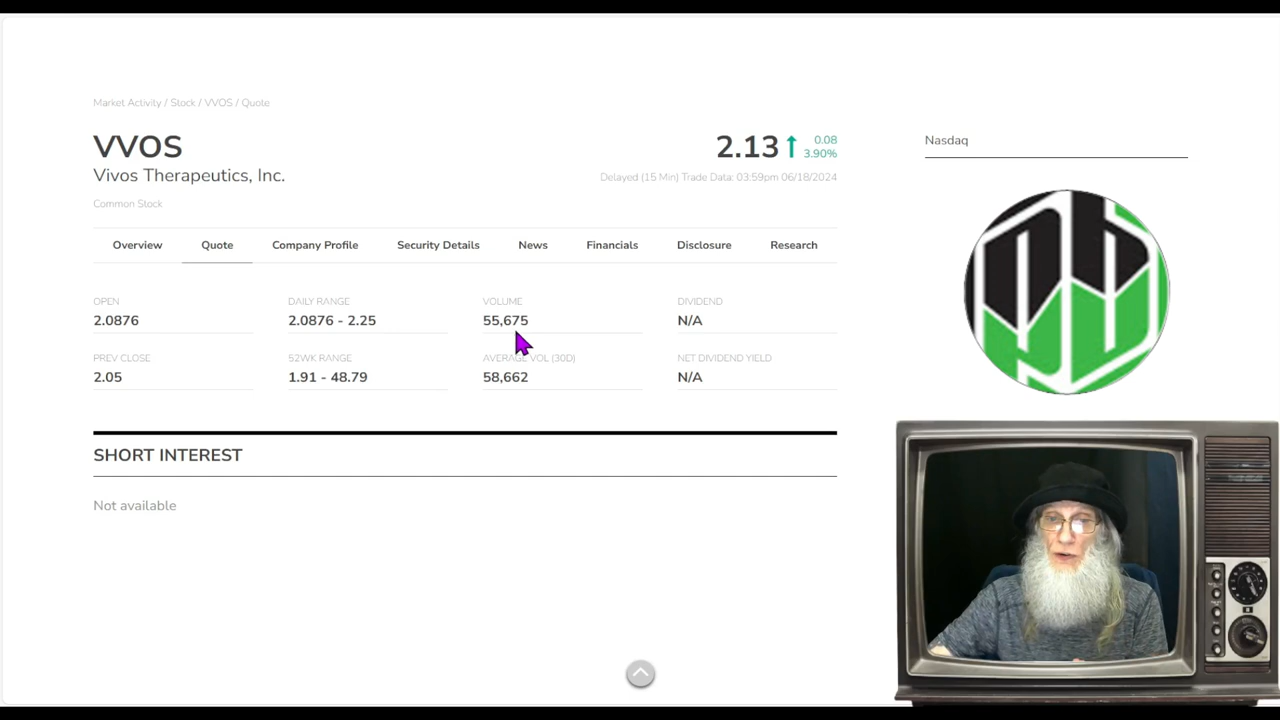 Market Activity / Stock / VVOS / Quote
VVOS
2.13
0.08
3.90%
Vivos Therapeutics, Inc.
Delayed (15 Min) Trade Data: 03:59pm 06/18/2024
Common Stock
Nasdaq
Overview Quote Company Profile Security Details News Financials Disclosure Research
OPEN DAILY RANGE VOLUME DIVIDEND
2.0876 2.0876 - 2.25 55,675 N/A
PREV CLOSE 52WK RANGE AVERAGE VOL (30D) NET DIVIDEND YIELD
2.05 1.91 - 48.79 58,662 N/A
SHORT INTEREST
Not available